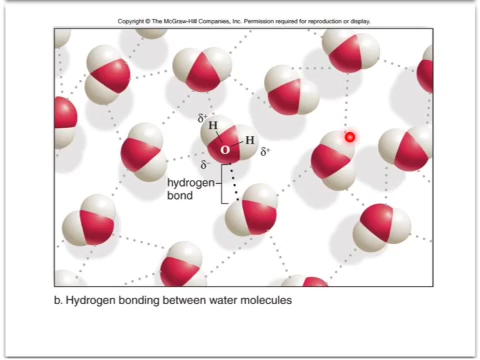 Copyright © The McGraw-Hill Companies, Inc. Permission required for reproduction or display.
δ+
H
H
O
δ+
δ−
hydrogen
bond
b. Hydrogen bonding between water molecules